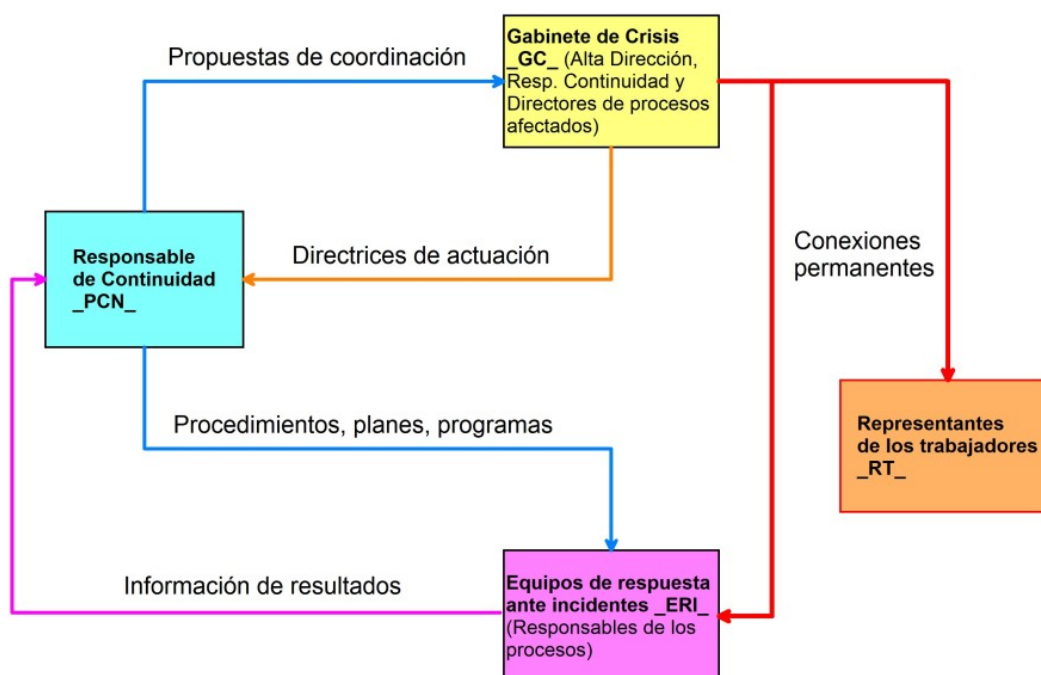 Propuestas de coordinación
Gabinete de Crisis
_GC_ (Alta Dirección,
Resp. Continuidad y
Directores de procesos
afectados)
Responsable
de Continuidad
_PCN_
Directrices de actuación
Conexiones
permanentes
Procedimientos, planes, programas
Representantes
de los trabajadores
_RT_
Información de resultados
Equipos de respuesta
ante incidentes _ERI_
(Responsables de los
procesos)